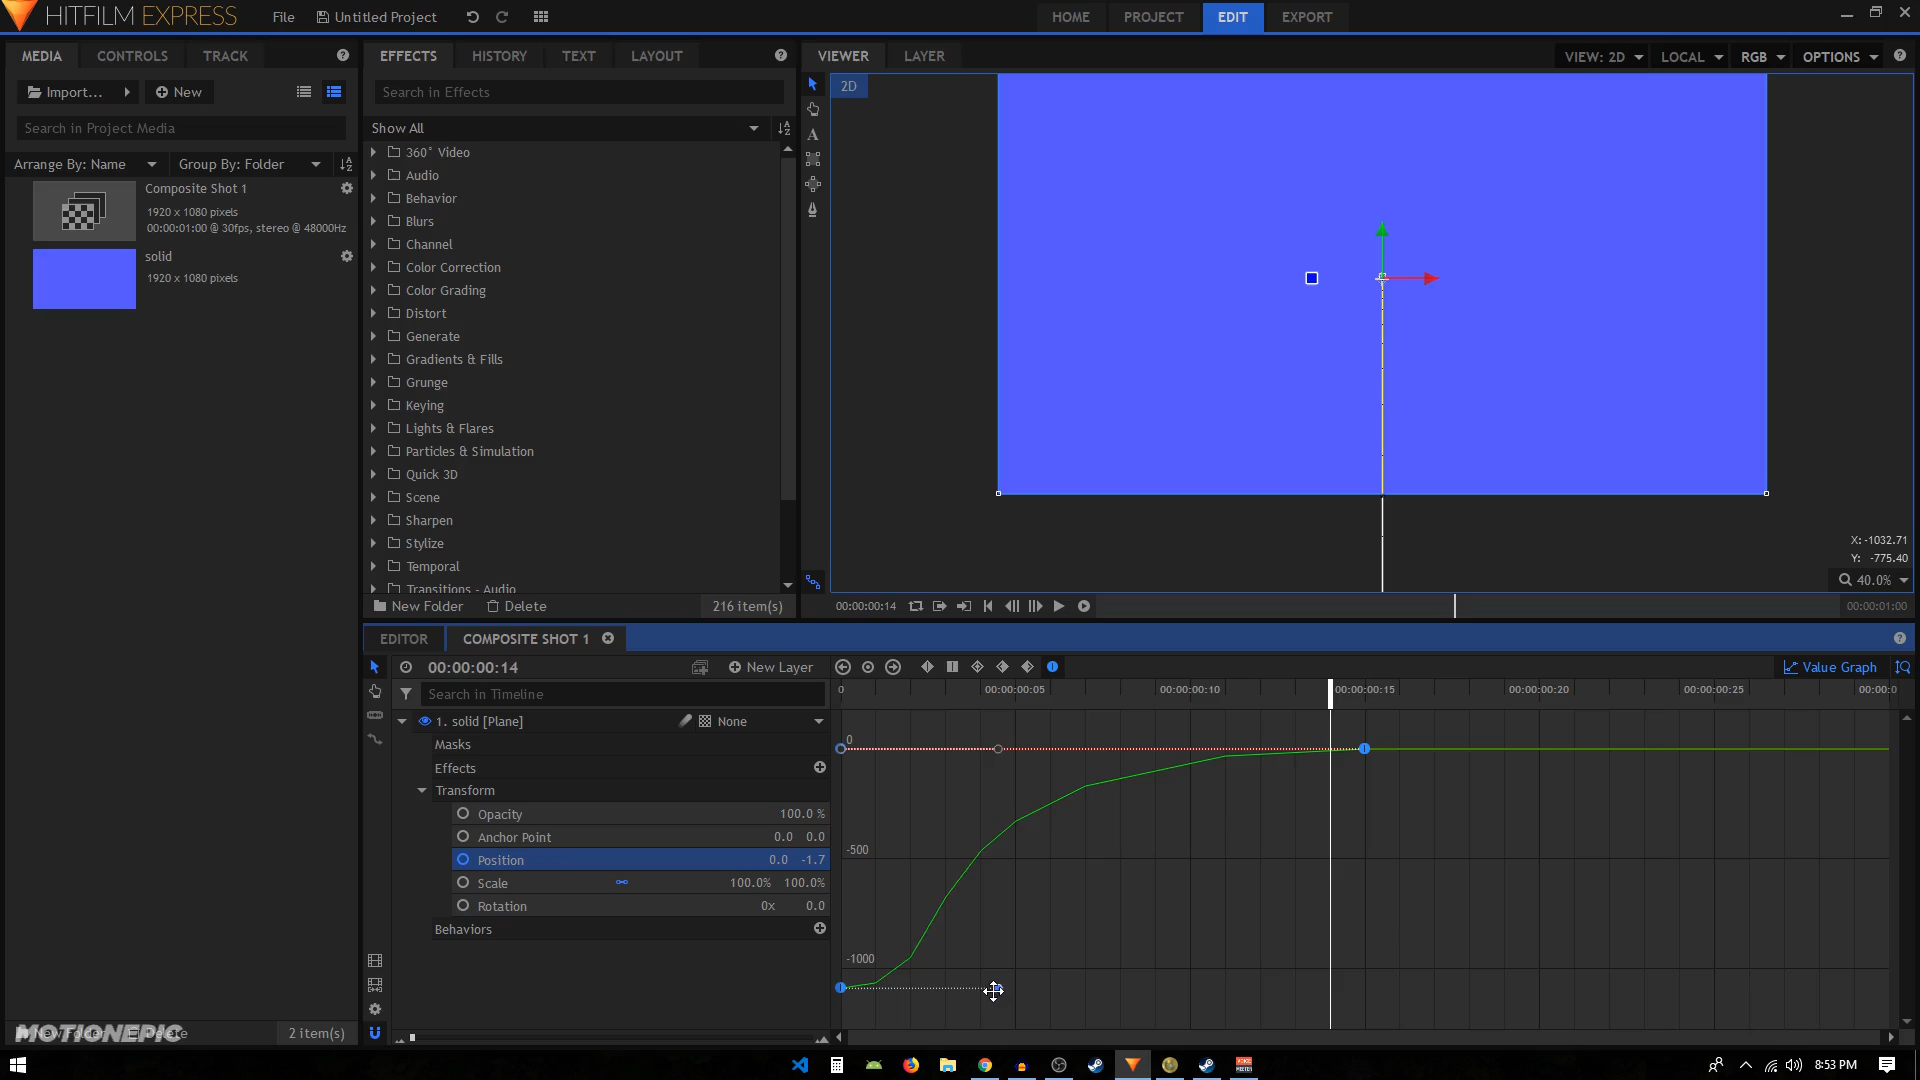 HITFILM EXPRESS
File
Untitled Project
HOME
PROJECT
EDIT
EXPORT
MEDIA
CONTROLS
TRACK
EFFECTS
HISTORY
TEXT
LAYOUT
VIEWER
LAYER
VIEW: 2D
LOCAL
RGB
OPTIONS
Import...
New
Search in Project Media
Arrange By: Name
Group By: Folder
Composite Shot 1
1920 x 1080 pixels
00:00:01:00 @ 30fps, stereo @ 48000Hz
solid
1920 x 1080 pixels
Search in Effects
Show All
360° Video
Audio
Behavior
Blurs
Channel
Color Correction
Color Grading
Distort
Generate
Gradients & Fills
Grunge
Keying
Lights & Flares
Particles & Simulation
Quick 3D
Scene
Sharpen
Stylize
Temporal
Transitions - Audio
New Folder
Delete
216 item(s)
2D
A
X: -1032.71
Y: -775.40
40.0%
00:00:00:14
00:00:01:00
EDITOR
COMPOSITE SHOT 1
00:00:00:14
New Layer
Value Graph
Search in Timeline
0
00:00:00:05
00:00:00:10
00:00:00:15
00:00:00:20
00:00:00:25
00:00:0
1. solid [Plane]
None
Masks
Effects
Transform
Opacity
100.0 %
Anchor Point
0.0 0.0
Position
0.0 -1.7
Scale
100.0% 100.0%
Rotation
0x 0.0
Behaviors
0
-500
-1000
New Folder
Delete
MOTIONEPIC
2 item(s)
8:53 PM